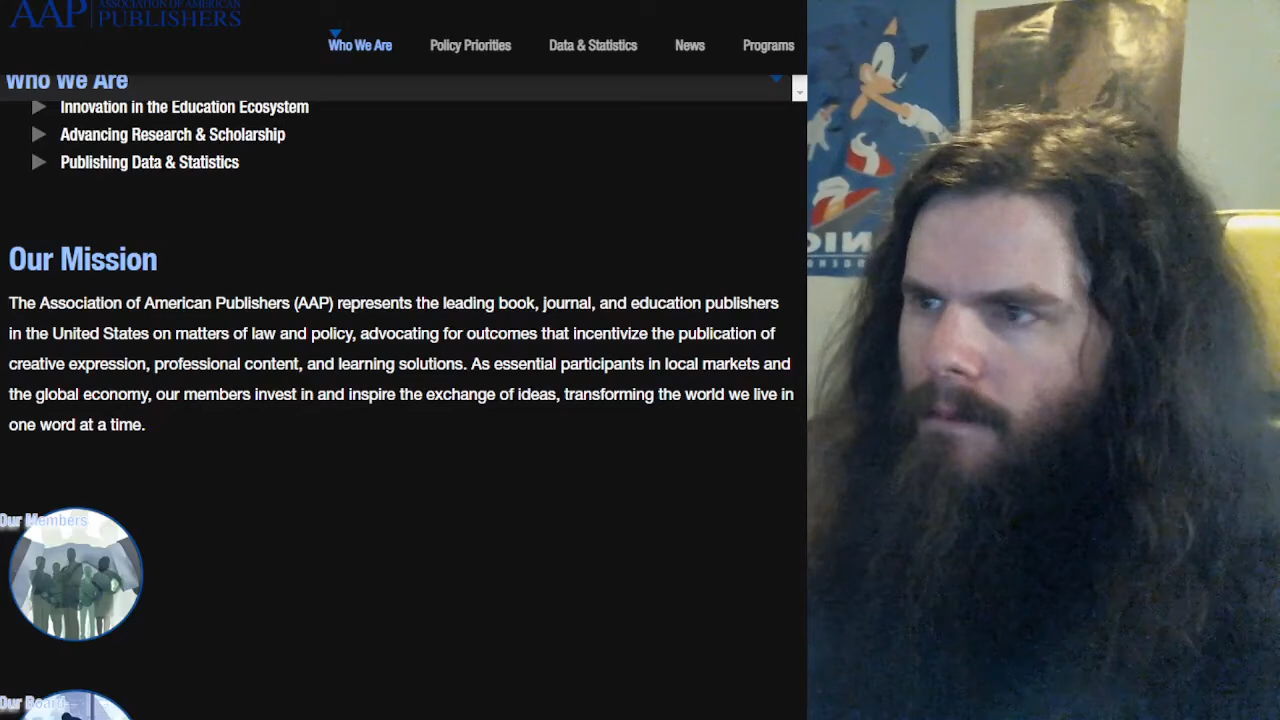 AAP ASSOCIATION OF AMERICAN
PUBLISHERS
Who We Are
Policy Priorities
Data & Statistics
News
Programs
Who We Are
Innovation in the Education Ecosystem
Advancing Research & Scholarship
Publishing Data & Statistics
Our Mission
The Association of American Publishers (AAP) represents the leading book, journal, and education publishers
in the United States on matters of law and policy, advocating for outcomes that incentivize the publication of
creative expression, professional content, and learning solutions. As essential participants in local markets and
the global economy, our members invest in and inspire the exchange of ideas, transforming the world we live in
one word at a time.
Our Members
Our Board